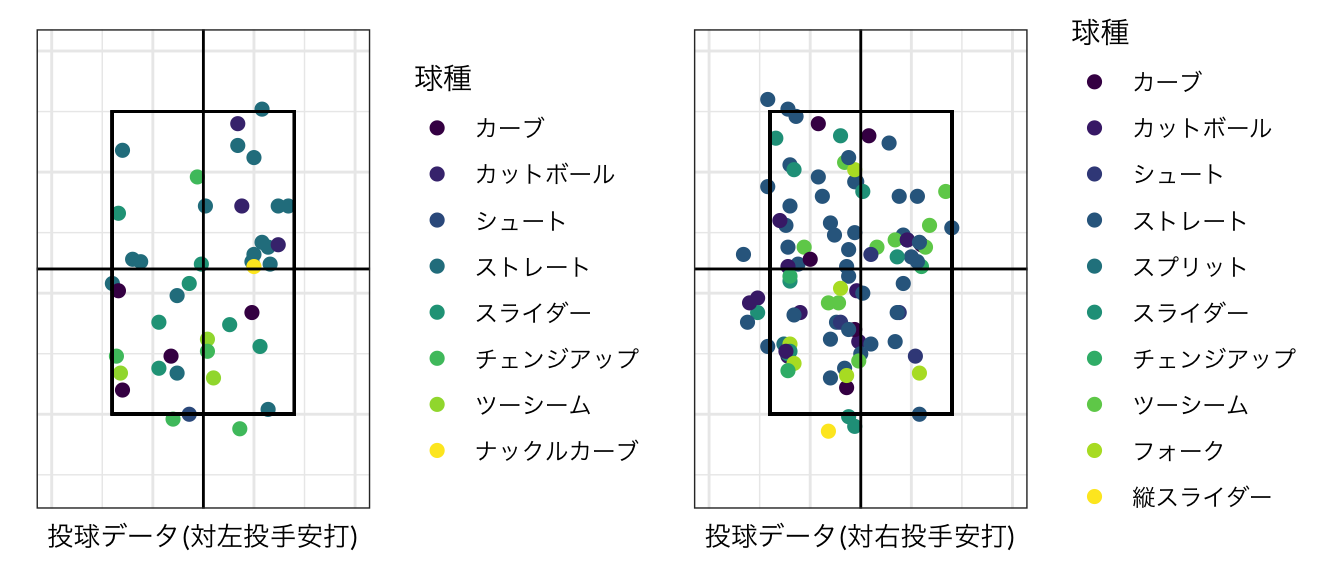 球種
カーブ
カットボール
シュート
ストレート
スライダー
チェンジアップ
ツーシーム
ナックルカーブ
投球データ(対左投手安打)
球種
カーブ
カットボール
シュート
ストレート
スプリット
スライダー
チェンジアップ
ツーシーム
フォーク
縦スライダー
投球データ(対右投手安打)